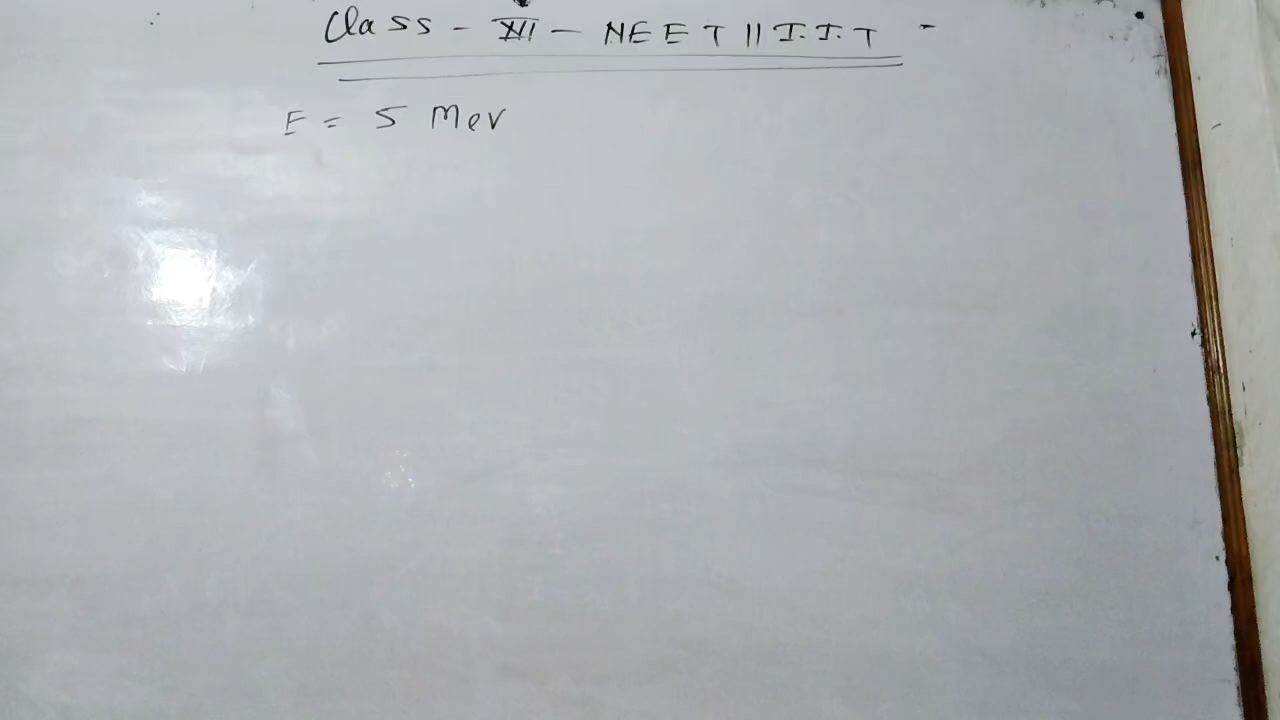 Class - XII - NEET || I.I.T -
E = 5 Mev